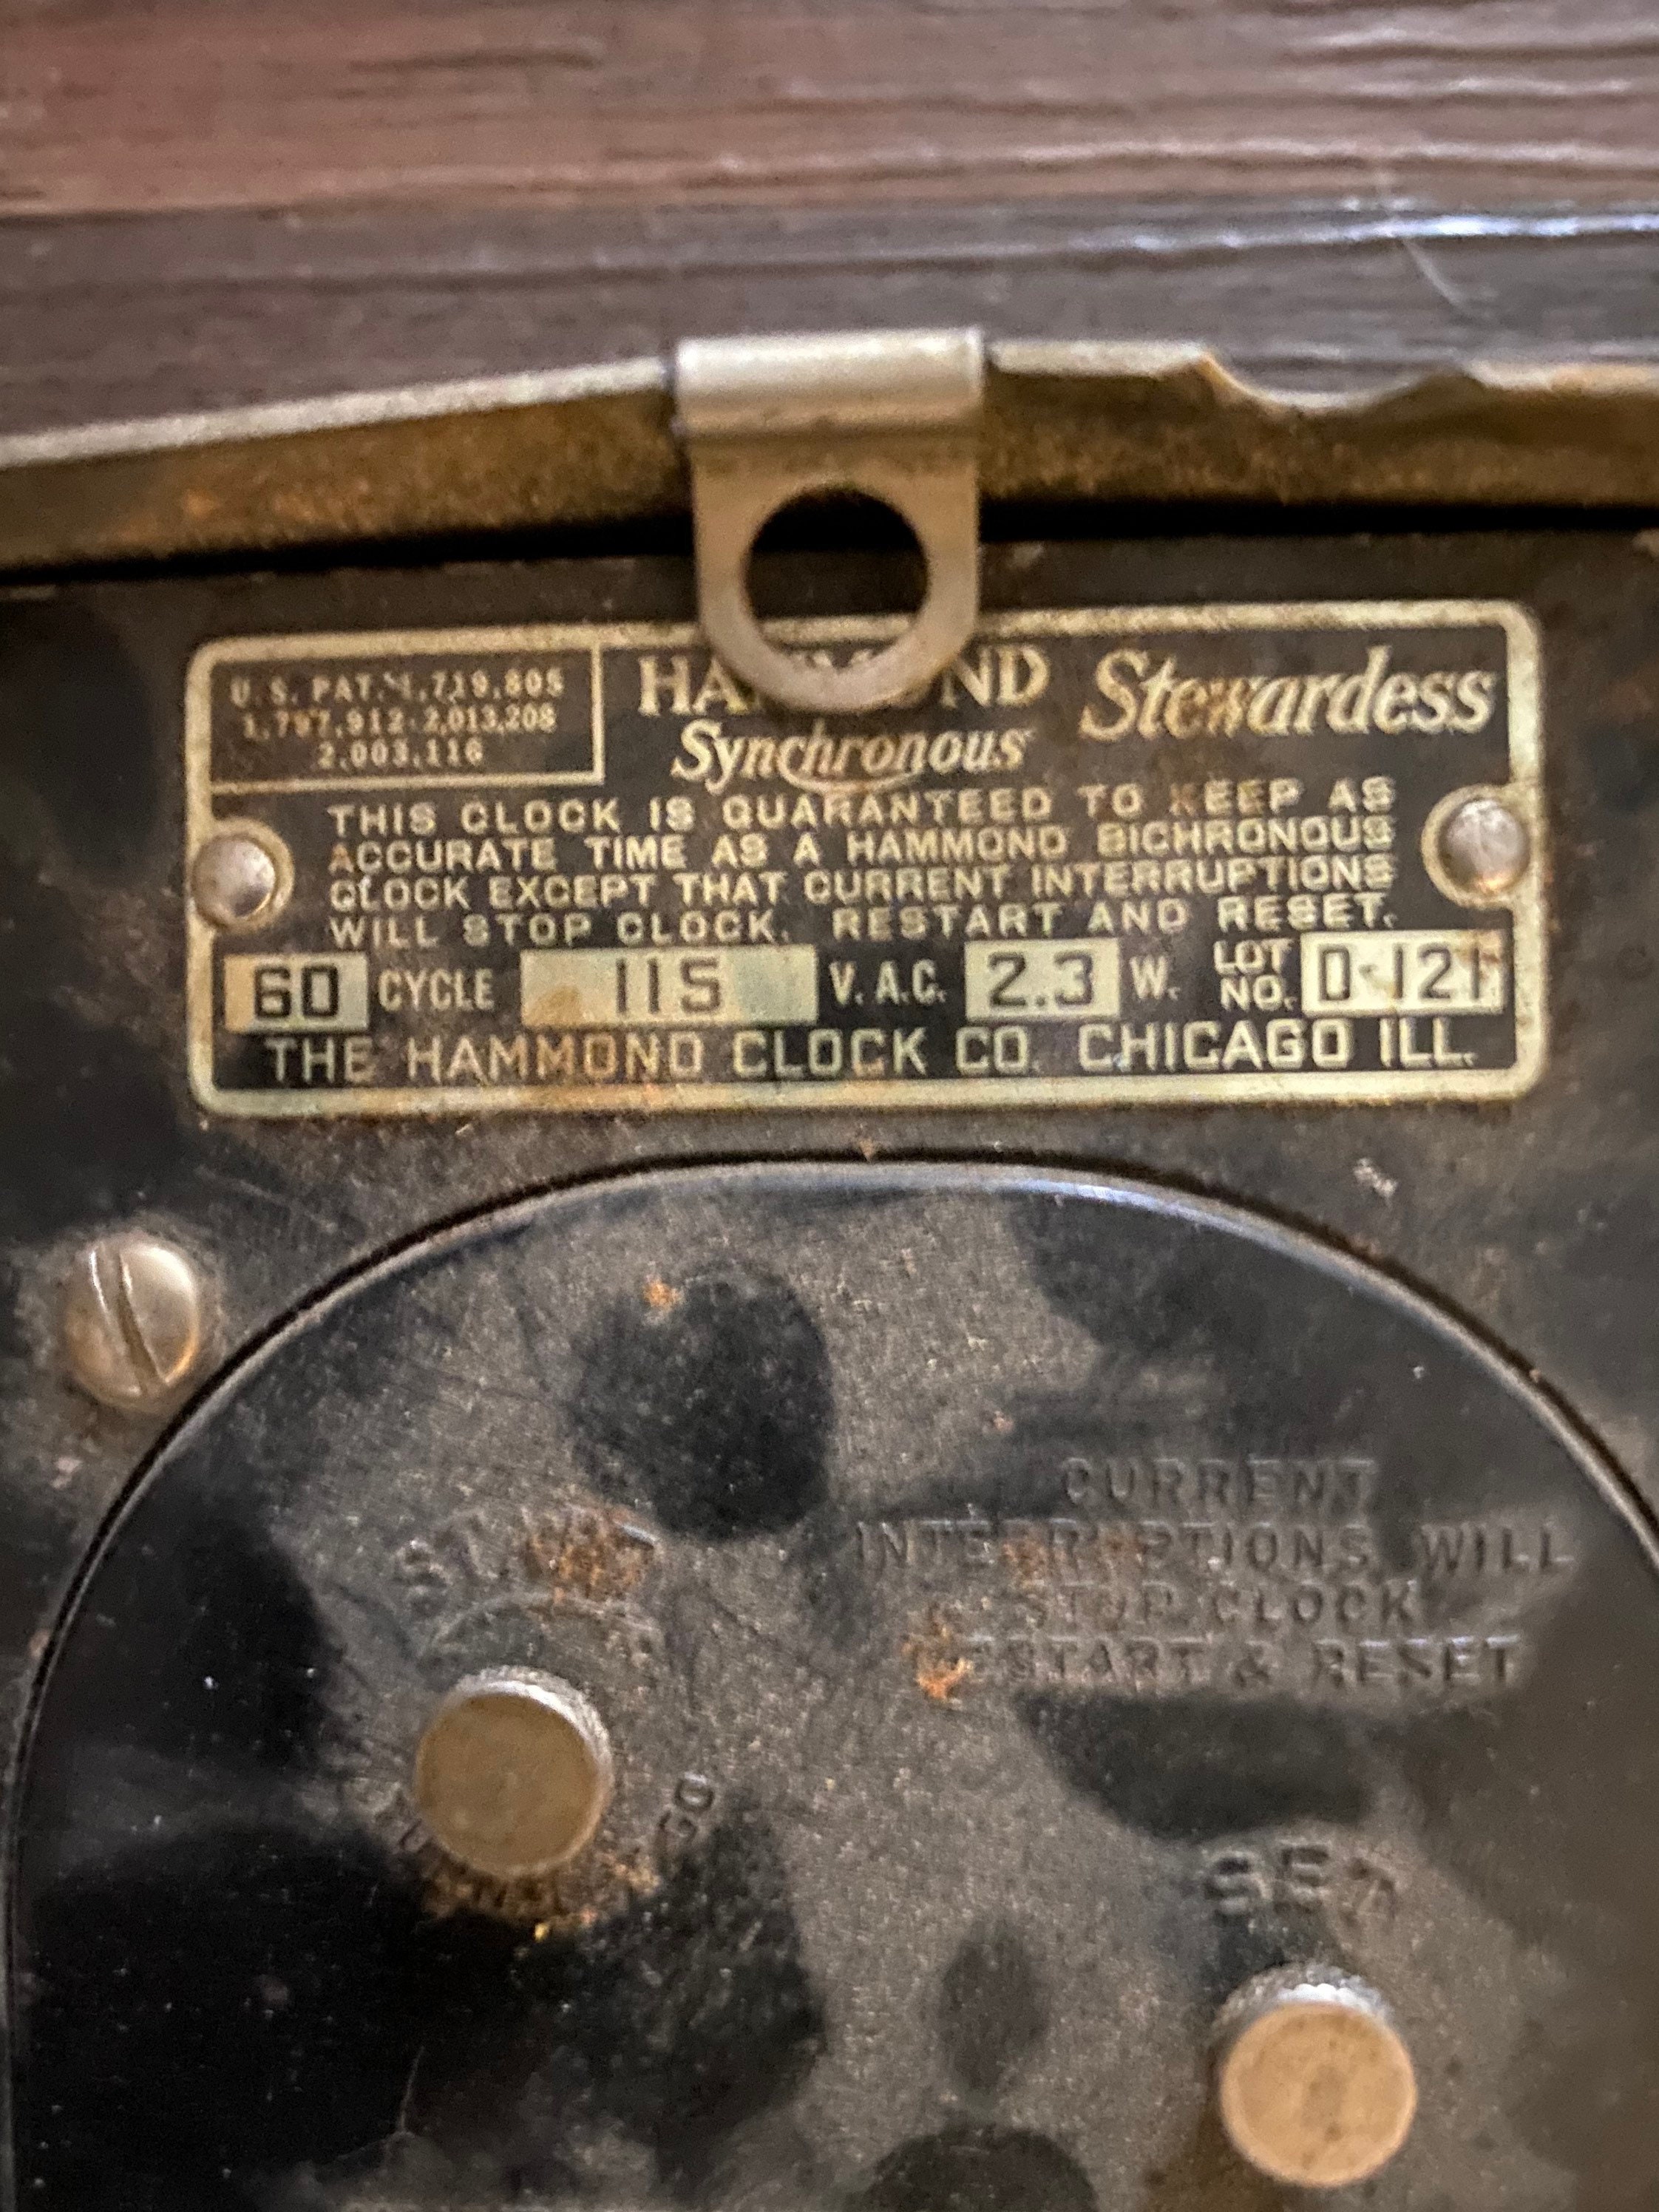 U. S. PAT. 1,719,805
1,797,912-2,013,208
2,003,116
HAMMOND
Synchronous
Stewardess
THIS CLOCK IS GUARANTEED TO KEEP AS
ACCURATE TIME AS A HAMMOND BICHRONOUS
CLOCK EXCEPT THAT CURRENT INTERRUPTIONS
WILL STOP CLOCK. RESTART AND RESET.
60 CYCLE 115 V. A.C. 2.3 W. LOT NO. D-121
THE HAMMOND CLOCK CO. CHICAGO ILL.
CURRENT
INTERRUPTIONS WILL
STOP CLOCK
RESTART & RESET
GO
SET